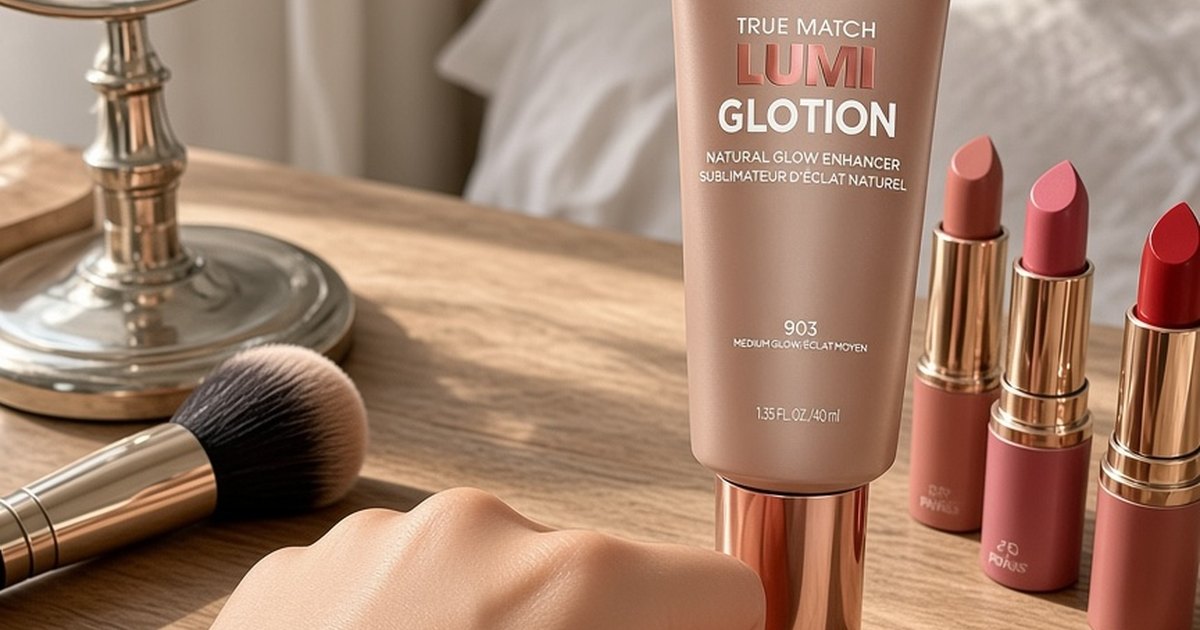 TRUE MATCH
LUMI
GLOTION
NATURAL GLOW ENHANCER
SUBLIMATEUR D'ÉCLAT NATUREL
903
MEDIUM GLOW/ÉCLAT MOYEN
1.35 FL. OZ./40 ml